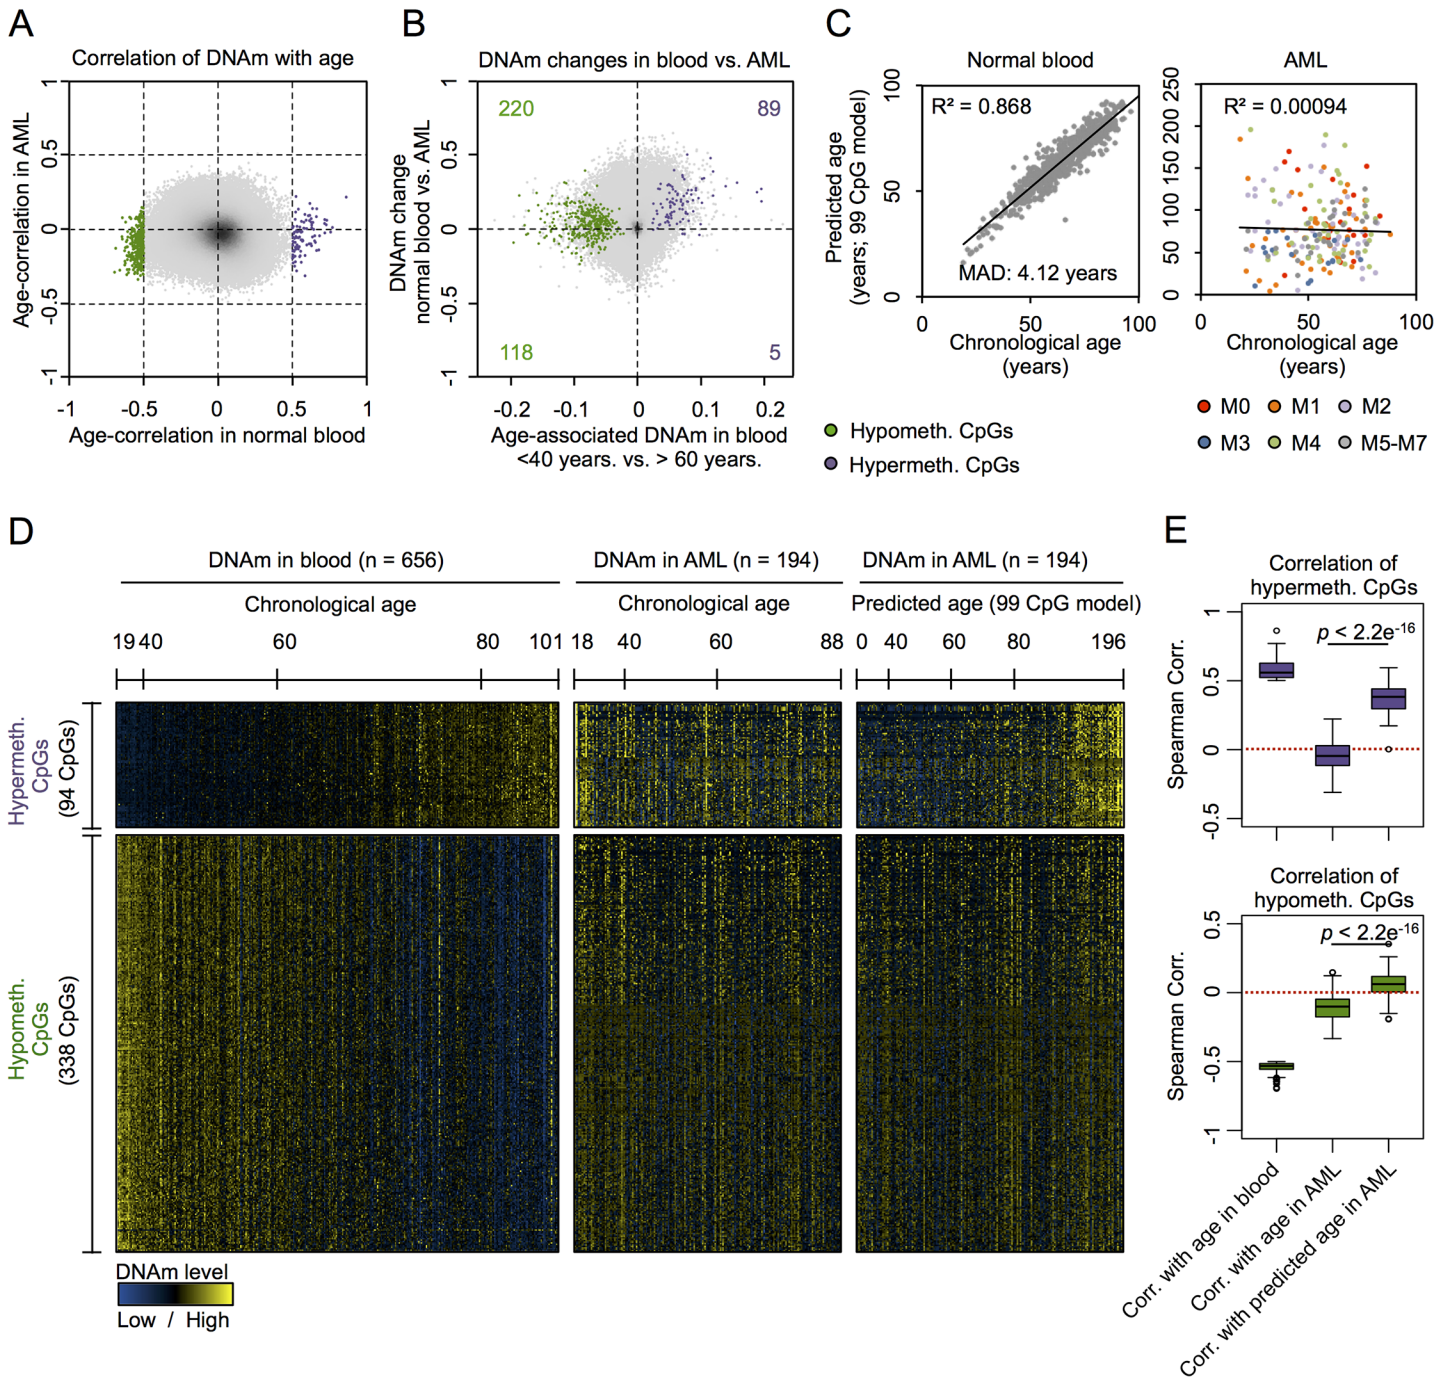 A
Correlation of DNAm with age
Age-correlation in AML
1
0.5
0
-0.5
-1
-1 -0.5 0 0.5 1
Age-correlation in normal blood
B
DNAm changes in blood vs. AML
DNAm change
normal blood vs. AML
1
0.5
0
-0.5
-1
220
89
118
5
-0.2 -0.1 0 0.1 0.2
Age-associated DNAm in blood
<40 years. vs. > 60 years.
Hypometh. CpGs
Hypermeth. CpGs
C
Normal blood
Predicted age
(years; 99 CpG model)
100
50
0
R² = 0.868
MAD: 4.12 years
0 50 100
Chronological age
(years)
AML
250
200
150
100
50
0
R² = 0.00094
0 50 100
Chronological age
(years)
M0 M1 M2
M3 M4 M5-M7
D
DNAm in blood (n = 656)
Chronological age
19 40 60 80 101
DNAm in AML (n = 194)
Chronological age
18 40 60 88
DNAm in AML (n = 194)
Predicted age (99 CpG model)
0 40 60 80 196
Hypermeth.
CpGs
(94 CpGs)
Hypometh.
CpGs
(338 CpGs)
DNAm level
Low / High
E
Correlation of
hypermeth. CpGs
Spearman Corr.
1
0.5
0
-0.5
p < 2.2e-16
Correlation of
hypometh. CpGs
Spearman Corr.
0.5
0
-0.5
-1
p < 2.2e-16
Corr. with age in blood
Corr. with age in AML
Corr. with predicted age in AML